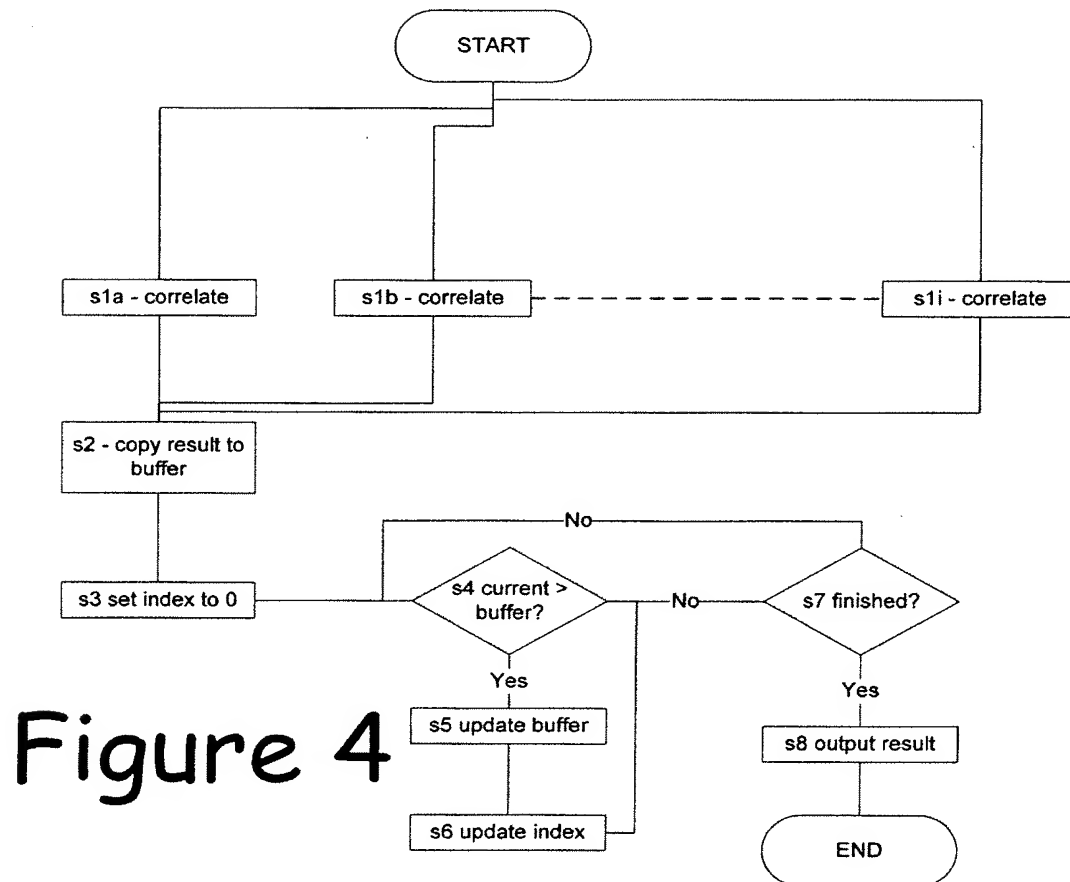 START
s1a - correlate
s1b - correlate
s1i - correlate
s2 - copy result to
buffer
No
s3 set index to 0
s4 current >
buffer?
No
s7 finished?
Yes
Yes
s5 update buffer
s8 output result
Figure 4
s6 update index
END